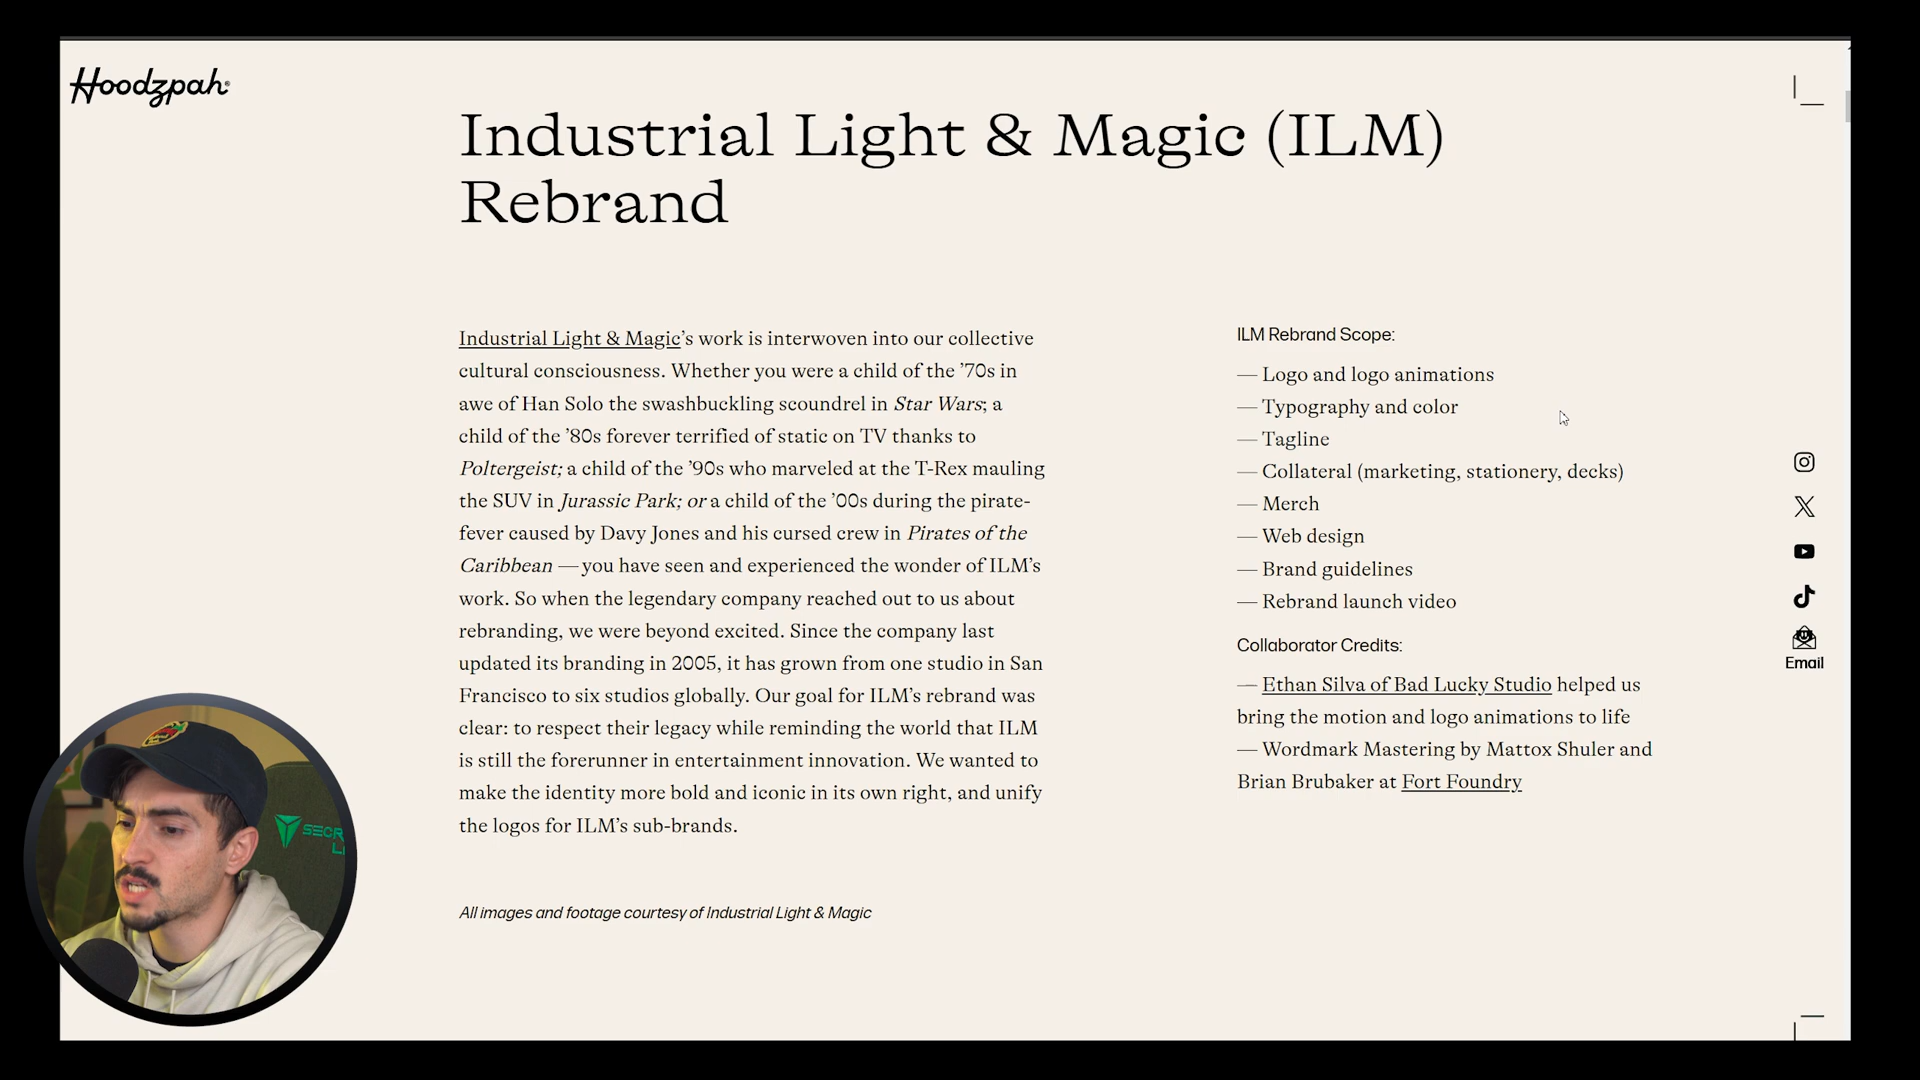 Hoodzpah
Industrial Light & Magic (ILM)
Rebrand
Industrial Light & Magic’s work is interwoven into our collective
cultural consciousness. Whether you were a child of the ’70s in
awe of Han Solo the swashbuckling scoundrel in Star Wars; a
child of the ’80s forever terrified of static on TV thanks to
Poltergeist; a child of the ’90s who marveled at the T-Rex mauling
the SUV in Jurassic Park; or a child of the ’00s during the pirate-
fever caused by Davy Jones and his cursed crew in Pirates of the
Caribbean — you have seen and experienced the wonder of ILM’s
work. So when the legendary company reached out to us about
rebranding, we were beyond excited. Since the company last
updated its branding in 2005, it has grown from one studio in San
Francisco to six studios globally. Our goal for ILM’s rebrand was
clear: to respect their legacy while reminding the world that ILM
is still the forerunner in entertainment innovation. We wanted to
make the identity more bold and iconic in its own right, and unify
the logos for ILM’s sub-brands.
All images and footage courtesy of Industrial Light & Magic
ILM Rebrand Scope:
— Logo and logo animations
— Typography and color
— Tagline
— Collateral (marketing, stationery, decks)
— Merch
— Web design
— Brand guidelines
— Rebrand launch video
Collaborator Credits:
— Ethan Silva of Bad Lucky Studio helped us
bring the motion and logo animations to life
— Wordmark Mastering by Mattox Shuler and
Brian Brubaker at Fort Foundry
Email